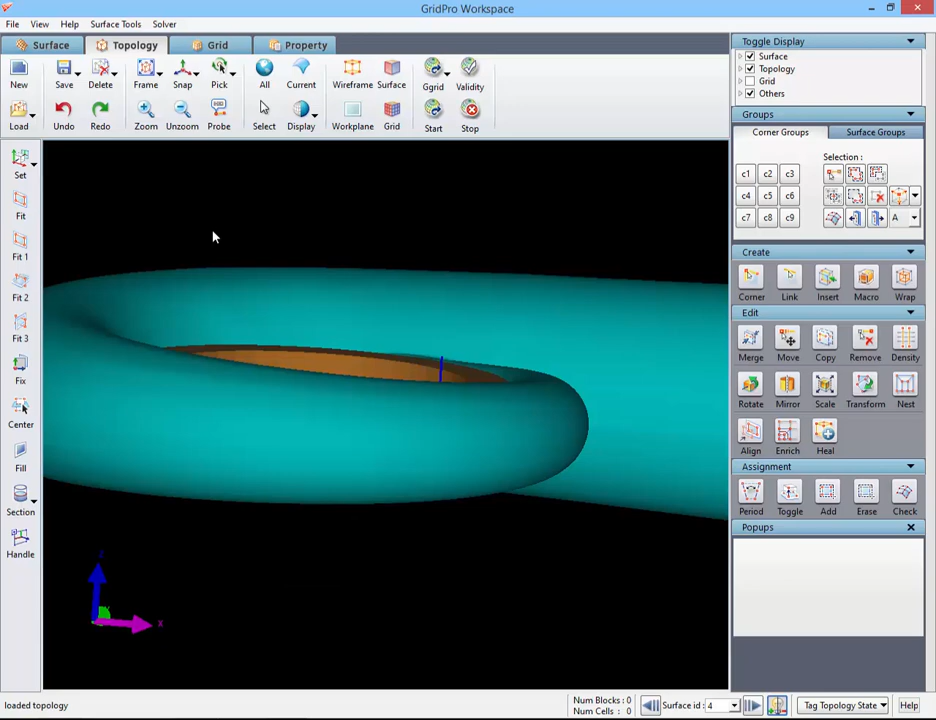 GridPro Workspace
File View Help Surface Tools Solver
Surface Topology Grid Property
New Save Delete Frame Snap Pick All Current Wireframe Surface Ggrid Validity
Load Undo Redo Zoom Unzoom Probe Select Display Workplane Grid Start Stop
Set
Fit
Fit 1
Fit 2
Fit 3
Fix
Center
Fill
Section
Handle
Z
X
Toggle Display
Surface
Topology
Grid
Others
Groups
Corner Groups Surface Groups
Selection :
c1 c2 c3
c4 c5 c6
c7 c8 c9 A
Create
Corner Link Insert Macro Wrap
Edit
Merge Move Copy Remove Density
Rotate Mirror Scale Transform Nest
Align Enrich Heal
Assignment
Period Toggle Add Erase Check
Popups
loaded topology
Num Blocks: 0
Num Cells: 0
Surface id: 4 Tag Topology State Help